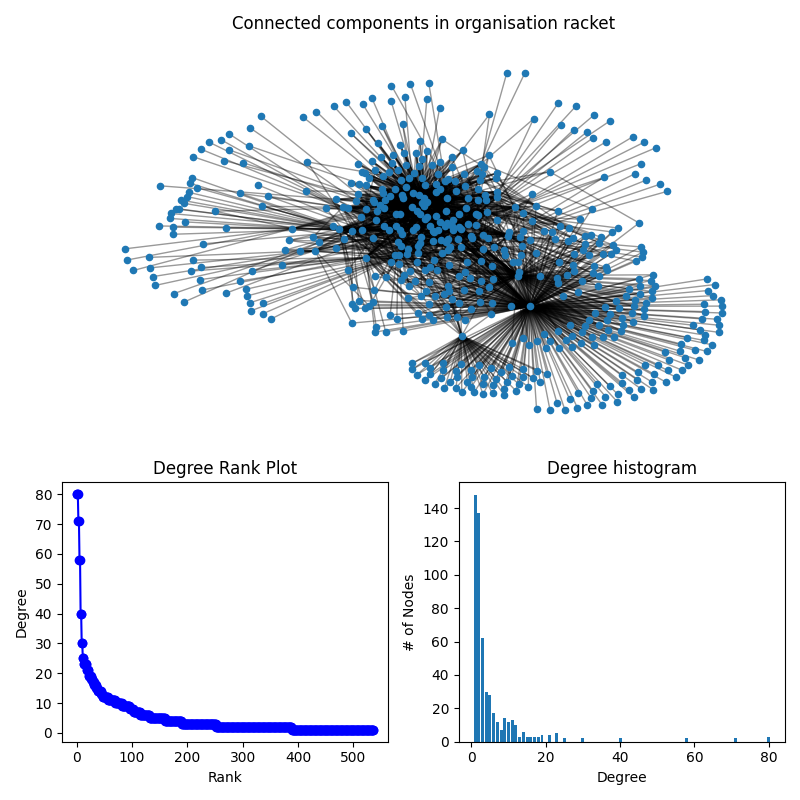 Connected components in organisation racket
Degree Rank Plot
Degree
80
70
60
50
40
30
20
10
0
0 100 200 300 400 500
Rank
Degree histogram
# of Nodes
140
120
100
80
60
40
20
0
0 20 40 60 80
Degree